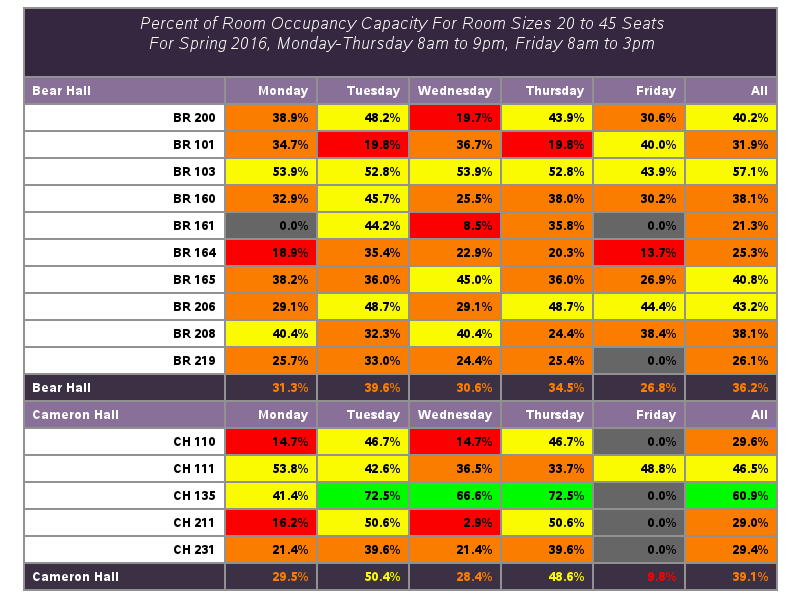 Percent of Room Occupancy Capacity For Room Sizes 20 to 45 Seats
For Spring 2016, Monday-Thursday 8am to 9pm, Friday 8am to 3pm
Bear Hall Monday Tuesday Wednesday Thursday Friday All
BR 200 38.9% 48.2% 19.7% 43.9% 30.6% 40.2%
BR 101 34.7% 19.8% 36.7% 19.8% 40.0% 31.9%
BR 103 53.9% 52.8% 53.9% 52.8% 43.9% 57.1%
BR 160 32.9% 45.7% 25.5% 38.0% 30.2% 38.1%
BR 161 0.0% 44.2% 8.5% 35.8% 0.0% 21.3%
BR 164 18.9% 35.4% 22.9% 20.3% 13.7% 25.3%
BR 165 38.2% 36.0% 45.0% 36.0% 26.9% 40.8%
BR 206 29.1% 48.7% 29.1% 48.7% 44.4% 43.2%
BR 208 40.4% 32.3% 40.4% 24.4% 38.4% 38.1%
BR 219 25.7% 33.0% 24.4% 25.4% 0.0% 26.1%
Bear Hall 31.3% 39.6% 30.6% 34.5% 26.8% 36.2%
Cameron Hall Monday Tuesday Wednesday Thursday Friday All
CH 110 14.7% 46.7% 14.7% 46.7% 0.0% 29.6%
CH 111 53.8% 42.6% 36.5% 33.7% 48.8% 46.5%
CH 135 41.4% 72.5% 66.6% 72.5% 0.0% 60.9%
CH 211 16.2% 50.6% 2.9% 50.6% 0.0% 29.0%
CH 231 21.4% 39.6% 21.4% 39.6% 0.0% 29.4%
Cameron Hall 29.5% 50.4% 28.4% 48.6% 9.8% 39.1%